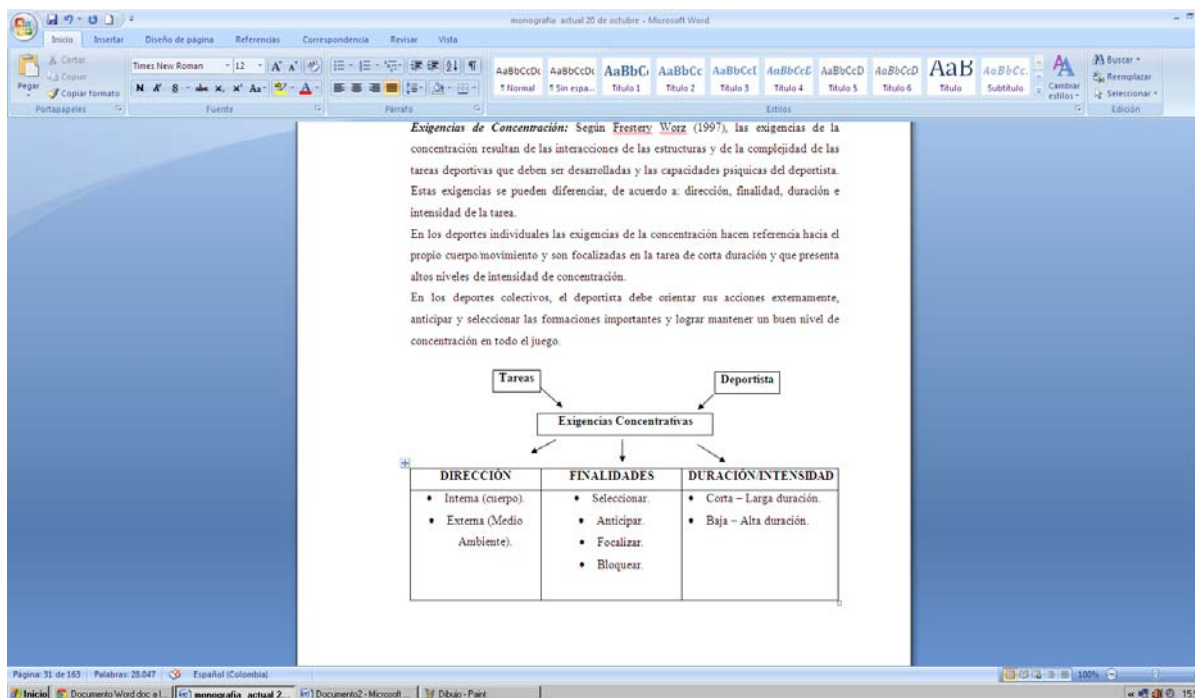 monografia actual 20 de octubre - Microsoft Word
Inicio Insertar Diseño de página Referencias Correspondencia Revisar Vista
Cortar
Copiar
Copiar formato
Pegar
Times New Roman 12
AaBbCcDc AaBbCcDc AaBbC AaBbCc AaBbCcI AaBbCcD AaBbCcD AaBbCcD AaB AaBbCc.
¶ Normal ¶ Sin espa... Título 1 Título 2 Título 3 Título 4 Título 5 Título 6 Título Subtítulo
Cambiar estilos
Buscar
Reemplazar
Seleccionar
Portapapeles Fuente Párrafo Estilos Edición
Exigencias de Concentración: Según Frestery Worz (1997), las exigencias de la
concentración resultan de las interacciones de las estructuras y de la complejidad de las
tareas deportivas que deben ser desarrolladas y las capacidades psíquicas del deportista.
Estas exigencias se pueden diferenciar, de acuerdo a: dirección, finalidad, duración e
intensidad de la tarea.
En los deportes individuales las exigencias de la concentración hacen referencia hacia el
propio cuerpo/movimiento y son focalizadas en la tarea de corta duración y que presenta
altos niveles de intensidad de concentración.
En los deportes colectivos, el deportista debe orientar sus acciones externamente,
anticipar y seleccionar las formaciones importantes y lograr mantener un buen nivel de
concentración en todo el juego.
Tareas Deportista
Exigencias Concentrativas
DIRECCIÓN FINALIDADES DURACIÓN/INTENSIDAD
• Interna (cuerpo). • Seleccionar. • Corta – Larga duración.
• Externa (Medio • Anticipar. • Baja – Alta duración.
Ambiente). • Focalizar.
• Bloquear.
Página: 31 de 163 Palabras: 28.047 Español (Colombia) 100%
Inicio Documento Word doc a l... monografia actual 2... Documento2 - Microsoft ... Dibujo - Paint